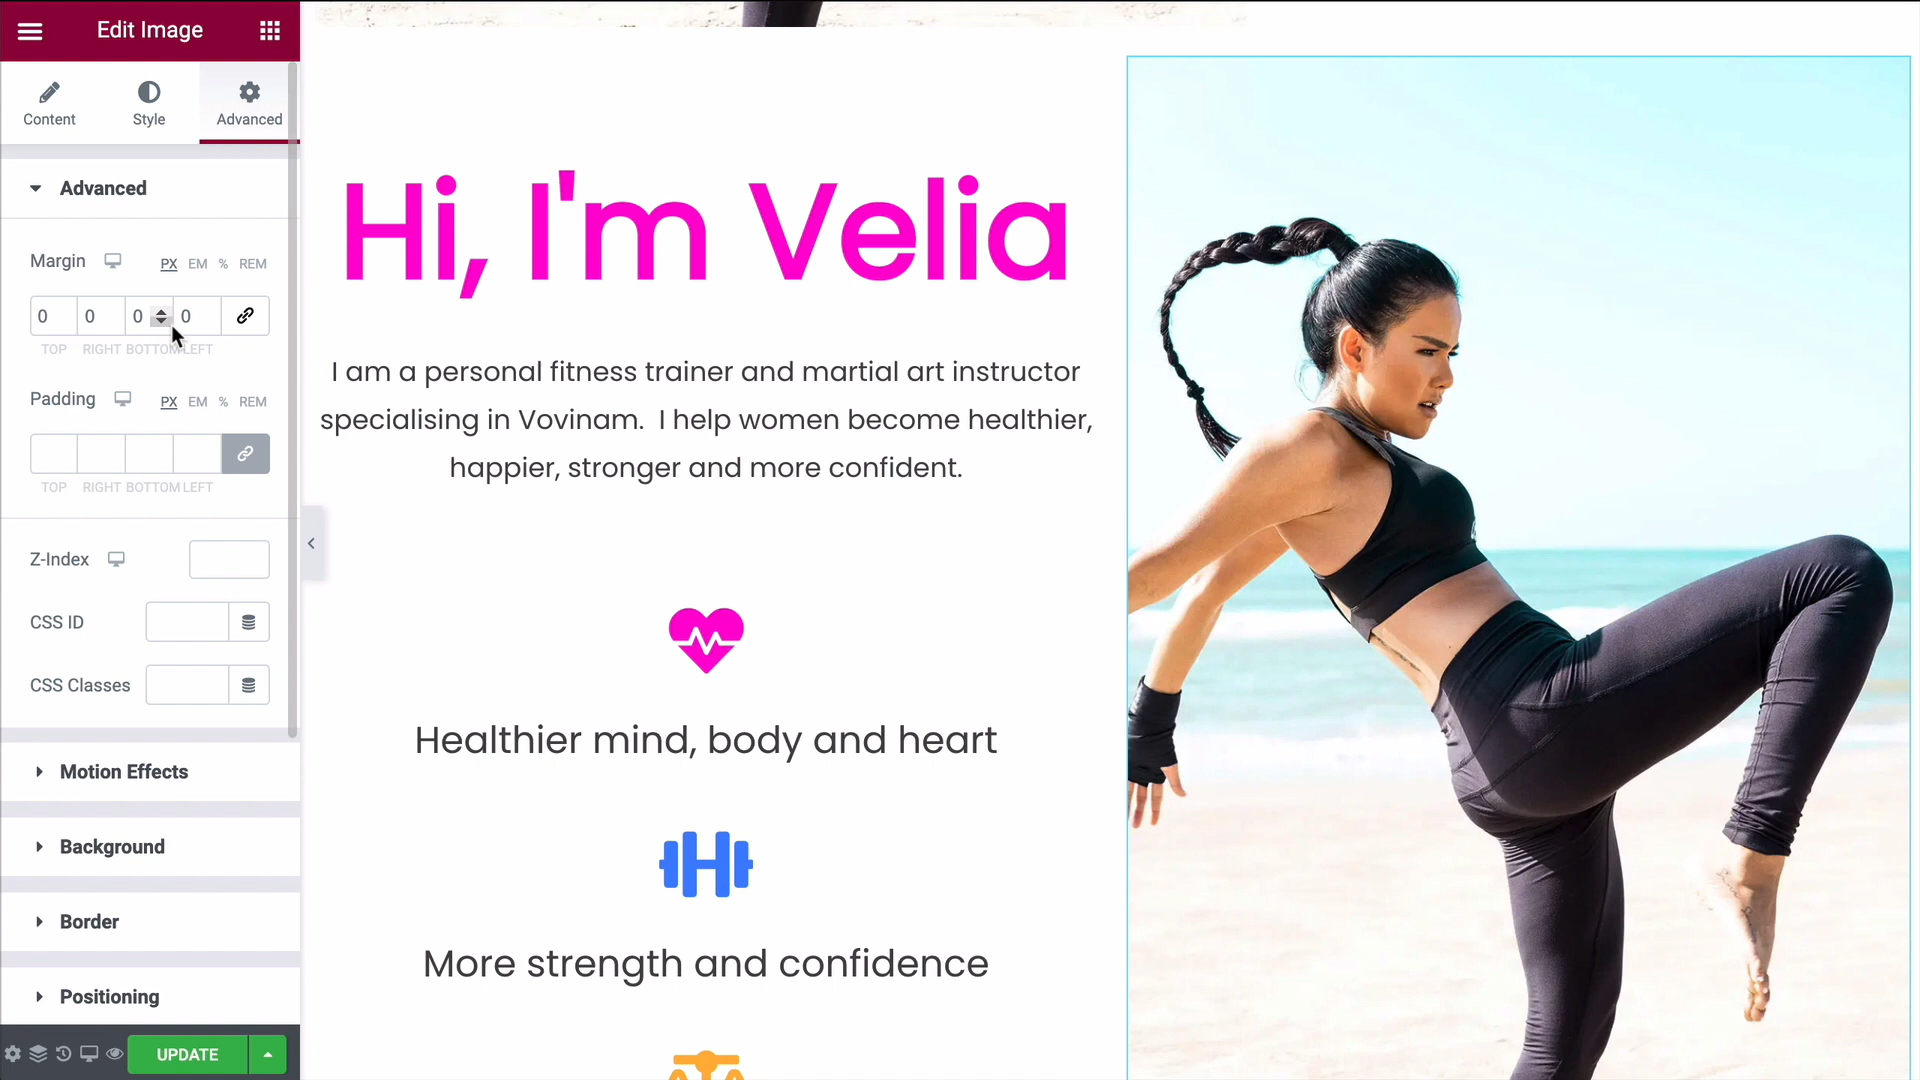 Edit Image
Content
Style
Advanced
Advanced
Margin
PX EM % REM
0 0 0 0
TOP RIGHT BOTTOM LEFT
Padding
PX EM % REM
TOP RIGHT BOTTOM LEFT
Z-Index
CSS ID
CSS Classes
Motion Effects
Background
Border
Positioning
UPDATE
Hi, I'm Velia
I am a personal fitness trainer and martial art instructor
specialising in Vovinam. I help women become healthier,
happier, stronger and more confident.
Healthier mind, body and heart
More strength and confidence